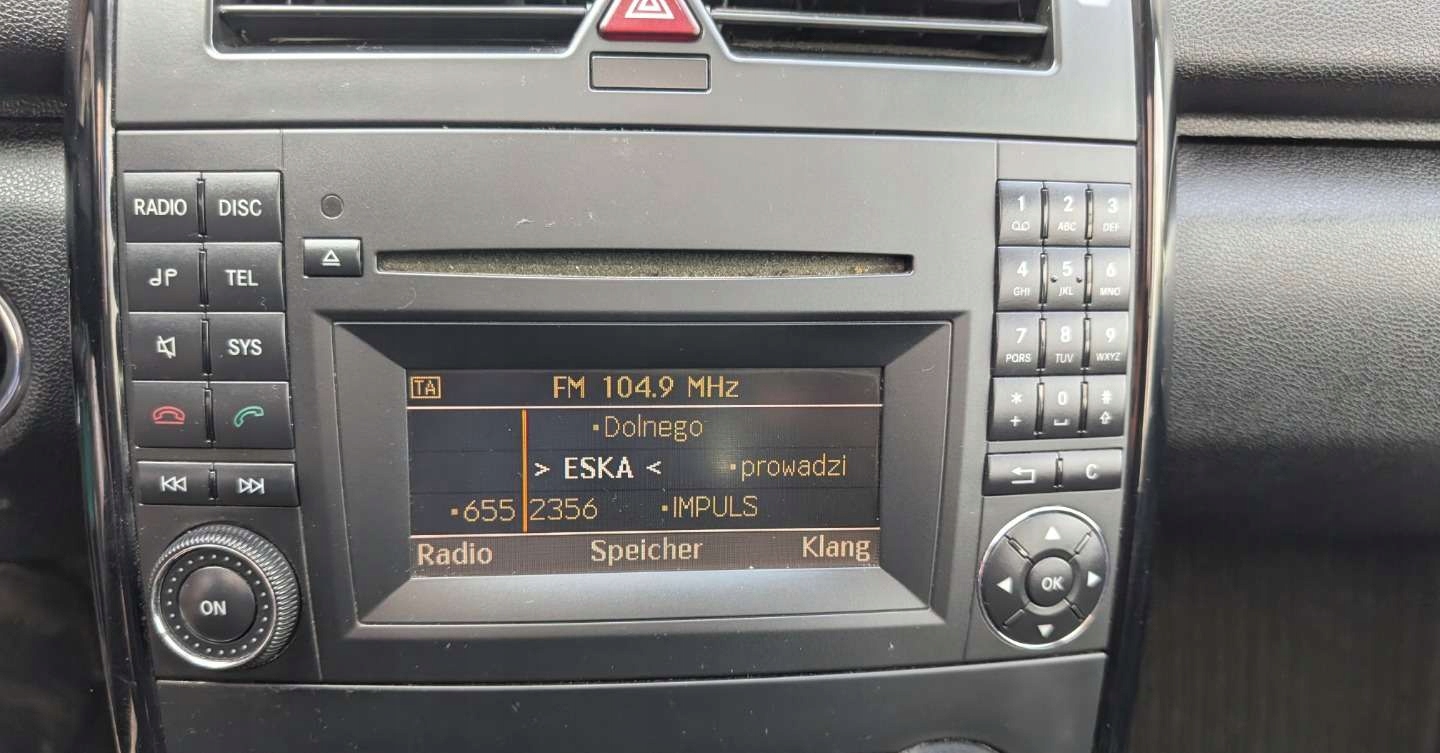 RADIO DISC
TEL
SYS
ON
TA FM 104.9 MHz
Dolnego
> ESKA < prowadzi
655 2356 IMPULS
Radio Speicher Klang
1 2 ABC 3 DEF
4 GHI 5 JKL 6 MNO
7 PQRS 8 TUV 9 WXYZ
* + 0 #
C
OK